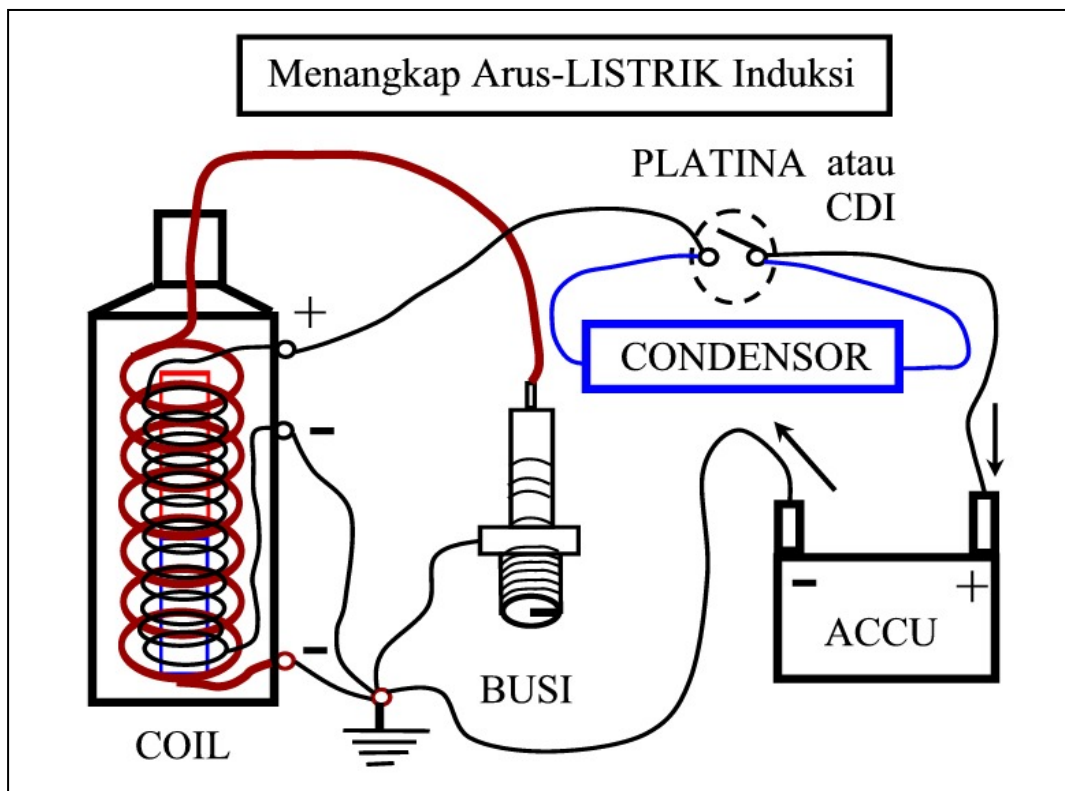 Menangkap Arus-LISTRIK Induksi
PLATINA atau
CDI
+
CONDENSOR
-
-
-
- +
ACCU
BUSI
COIL